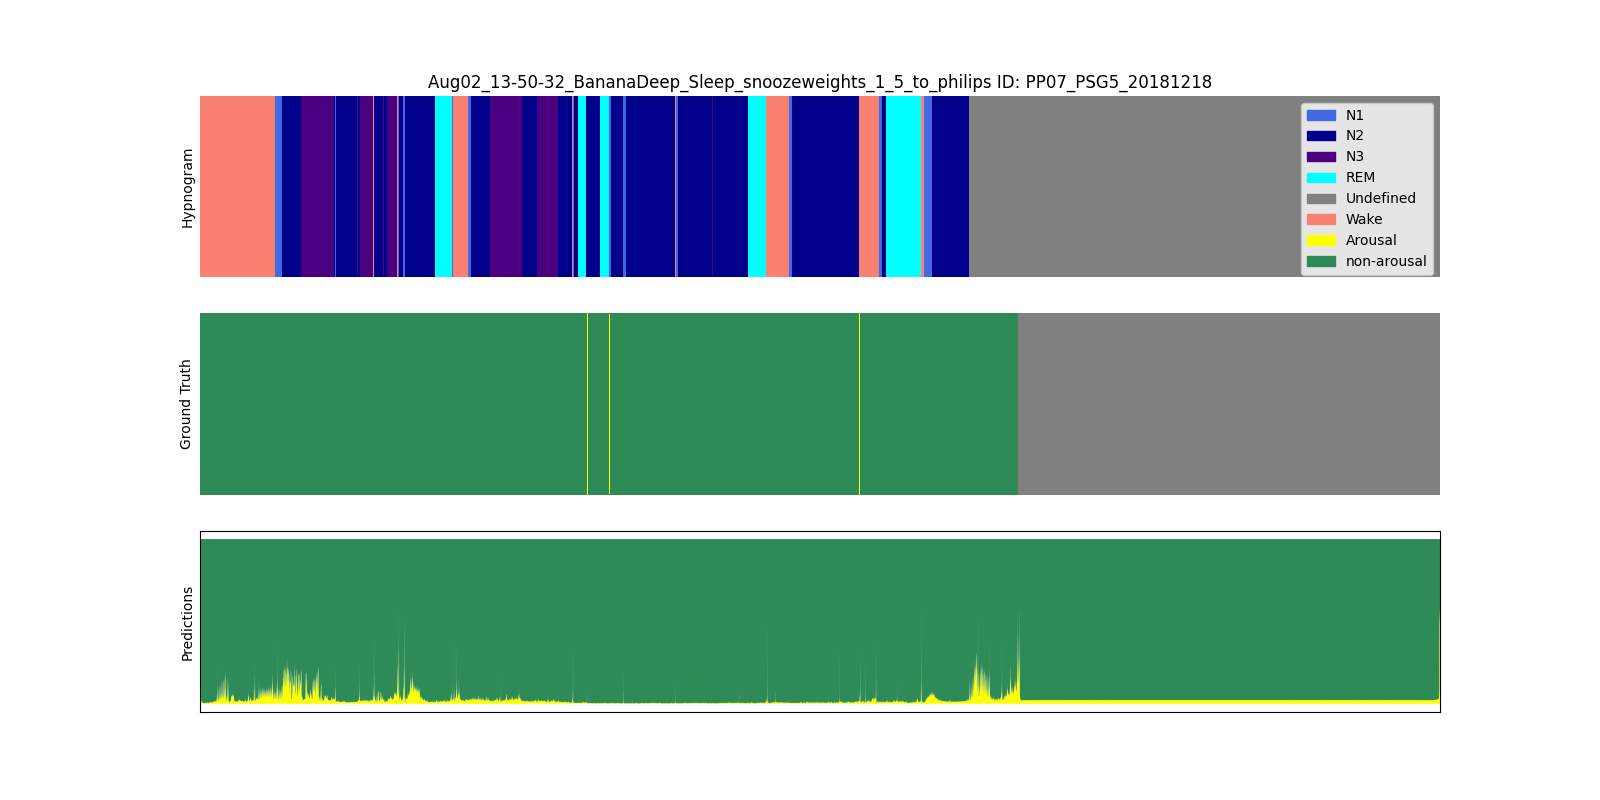 Aug02_13-50-32_BananaDeep_Sleep_snoozeweights_1_5_to_philips ID: PP07_PSG5_20181218
Hypnogram
N1
N2
N3
REM
Undefined
Wake
Arousal
non-arousal
Ground Truth
Predictions